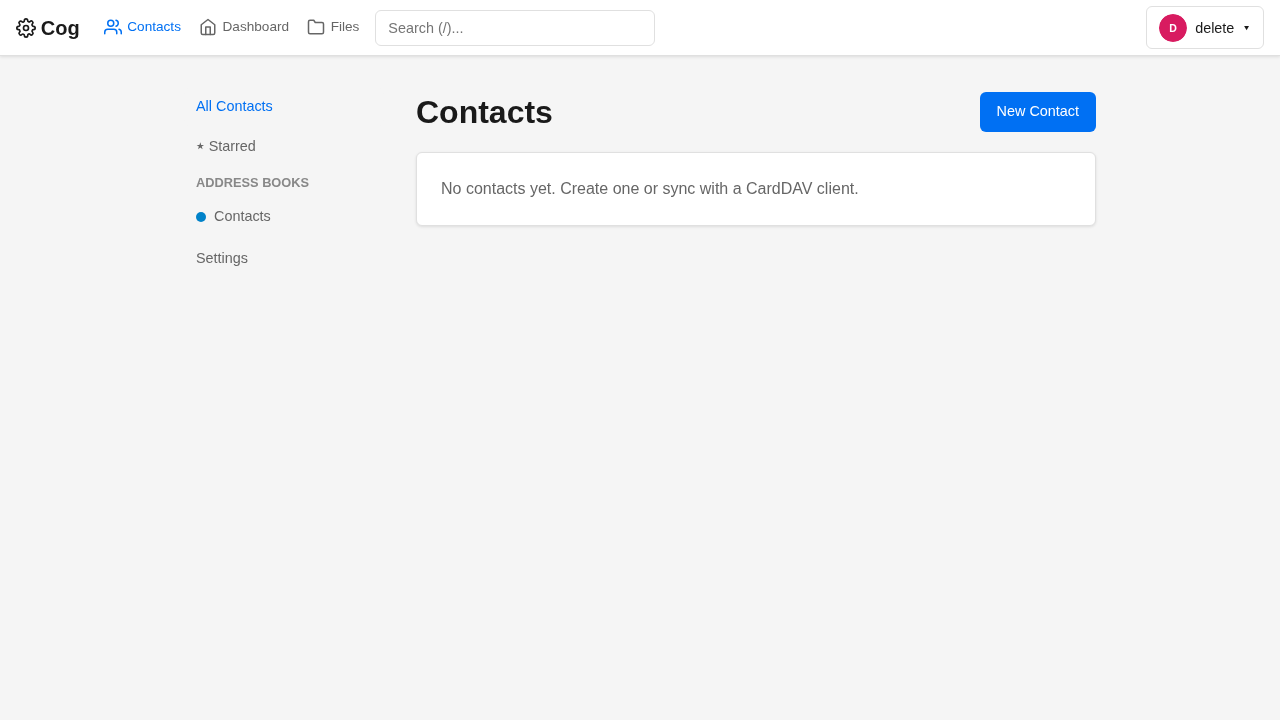 Cog
Contacts
Dashboard
Files
Search (/)...
D
delete
All Contacts
★ Starred
ADDRESS BOOKS
Contacts
Settings
Contacts
New Contact
No contacts yet. Create one or sync with a CardDAV client.